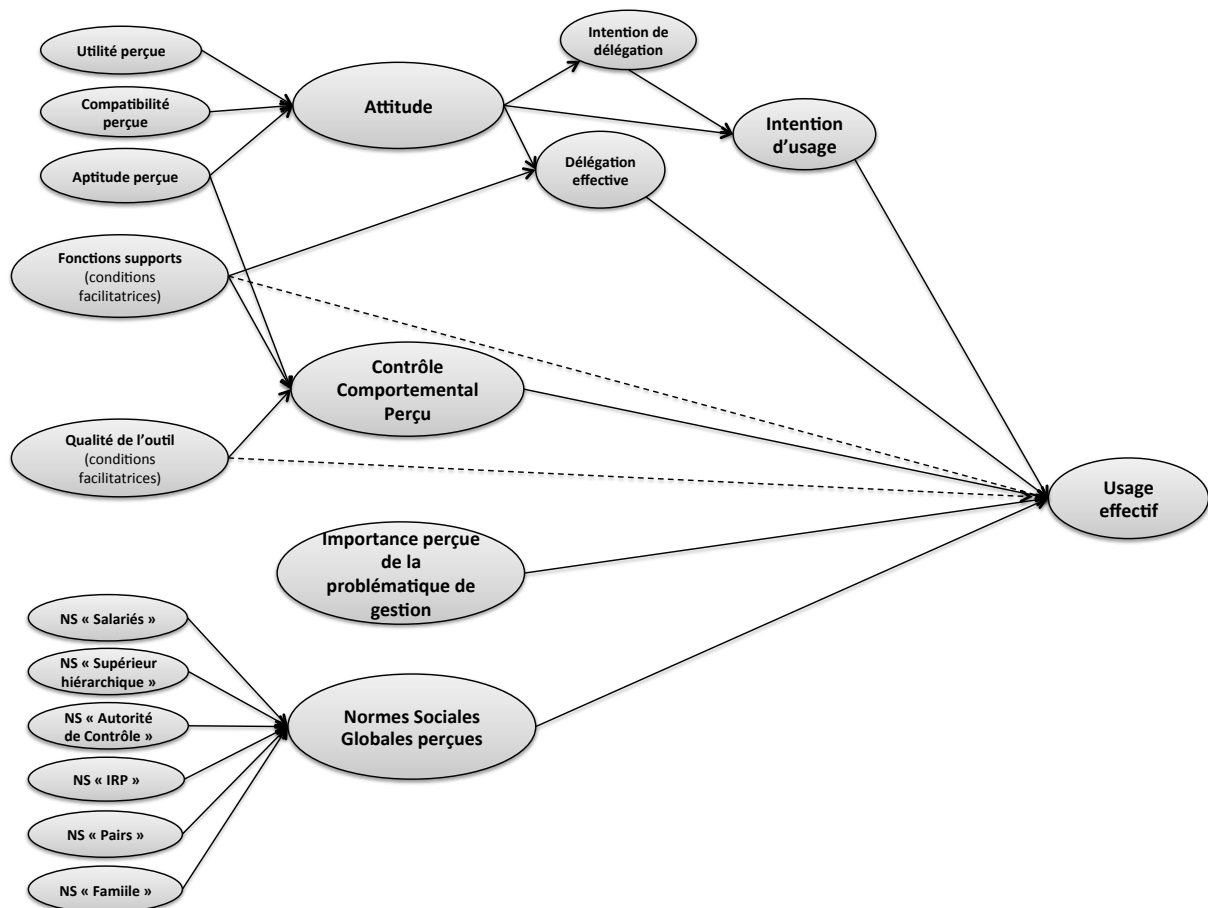 Utilité perçue
Compatibilité
perçue
Aptitude perçue
Fonctions supports
(conditions
facilitatrices)
Qualité de l'outil
(conditions
facilitatrices)
NS « Salariés »
NS « Supérieur
hiérarchique »
NS « Autorité
de Contrôle »
NS « IRP »
NS « Pairs »
NS « Famiile »
Attitude
Contrôle
Comportemental
Perçu
Importance perçue
de la
problématique de
gestion
Normes Sociales
Globales perçues
Intention de
délégation
Délégation
effective
Intention
d'usage
Usage
effectif